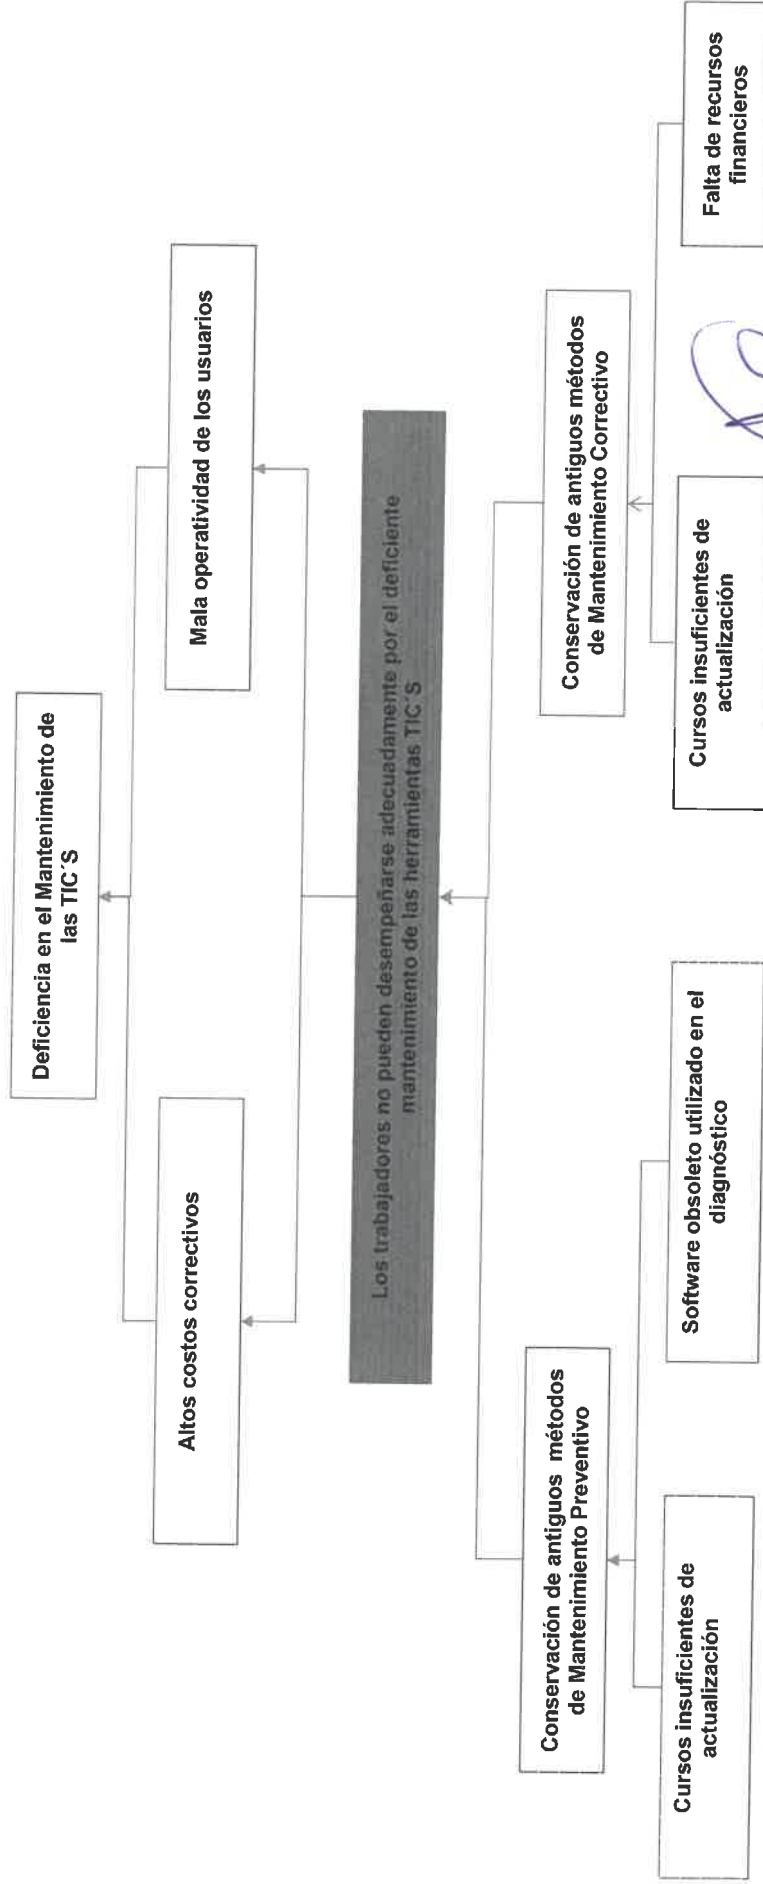 Deficiencia en el Mantenimiento de
las TIC´S
Altos costos correctivos
Mala operatividad de los usuarios
Los trabajadores no pueden desempeñarse adecuadamente por el deficiente
mantenimiento de las herramientas TIC´S
Conservación de antiguos métodos
de Mantenimiento Preventivo
Conservación de antiguos métodos
de Mantenimiento Correctivo
Cursos insuficientes de
actualización
Software obsoleto utilizado en el
diagnóstico
Cursos insuficientes de
actualización
Falta de recursos
financieros